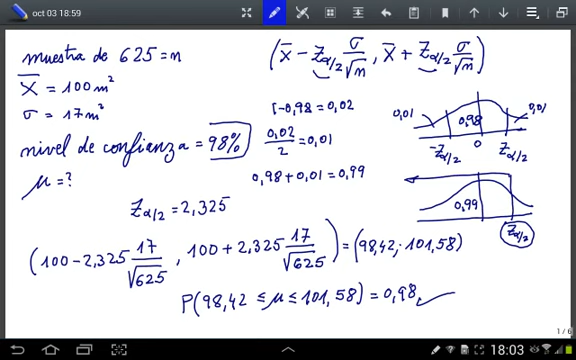 oct 03 18:59
muestra de 625 = n
(X̄ − Zα/2 σ/√n, X̄ + Zα/2 σ/√n)
X̄ = 100 m²
σ = 17 m²
1-0,98 = 0,02
nivel de confianza = 98%
0,02/2 = 0,01
0,01 0,98 0,01
-Zα/2 0 Zα/2
μ = ?
0,98 + 0,01 = 0,99
Zα/2 = 2,325
0,99
Zα/2
(100 − 2,325 17/√625, 100 + 2,325 17/√625) = (98,42; 101,58)
P(98,42 ≤ μ ≤ 101,58) = 0,98
1 / 6
18:03